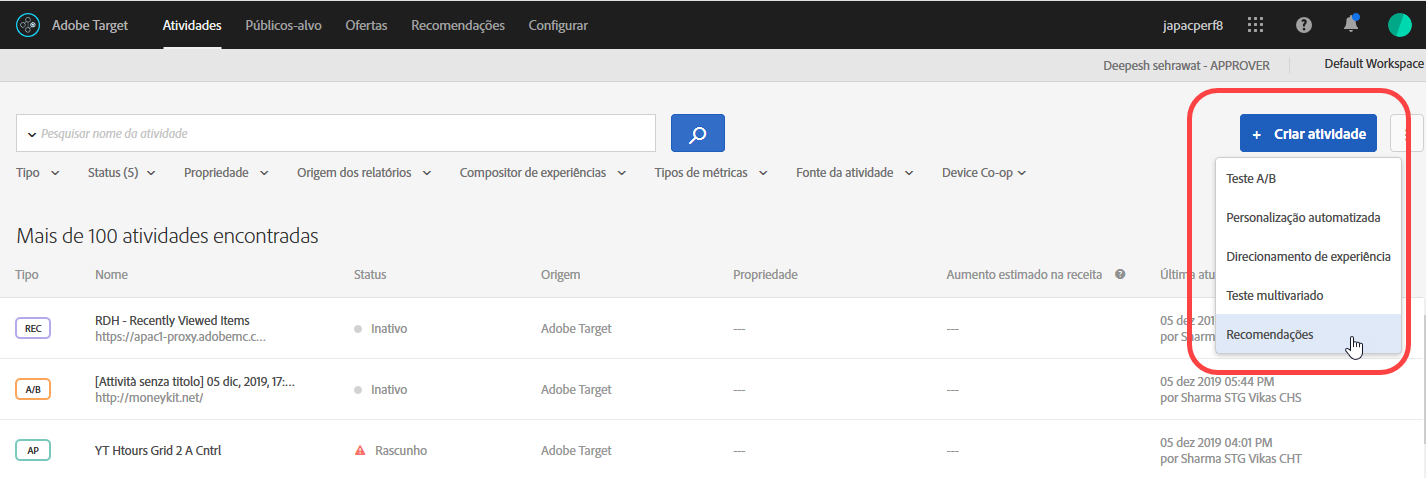 Adobe Target Atividades Públicos-alvo Ofertas Recomendações Configurar japacperf8
Deepesh sehrawat - APPROVER Default Workspace
Pesquisar nome da atividade
+ Criar atividade
Tipo Status (5) Propriedade Origem dos relatórios Compositor de experiências Tipos de métricas Fonte da atividade Device Co-op
Teste A/B
Personalização automatizada
Direcionamento de experiência
Teste multivariado
Recomendações
Mais de 100 atividades encontradas
Tipo Nome Status Origem Propriedade Aumento estimado na receita Última atu
REC RDH - Recently Viewed Items Inativo Adobe Target --- --- 05 dez 201
https://apac1-proxy.adobemc.c... por Sharm
A/B [Attività senza titolo] 05 dic, 2019, 17:... Inativo Adobe Target --- --- 05 dez 2019 05:44 PM
http://moneykit.net/ por Sharma STG Vikas CHS
AP YT Htours Grid 2 A Cntrl Rascunho Adobe Target --- --- 05 dez 2019 04:01 PM
por Sharma STG Vikas CHT